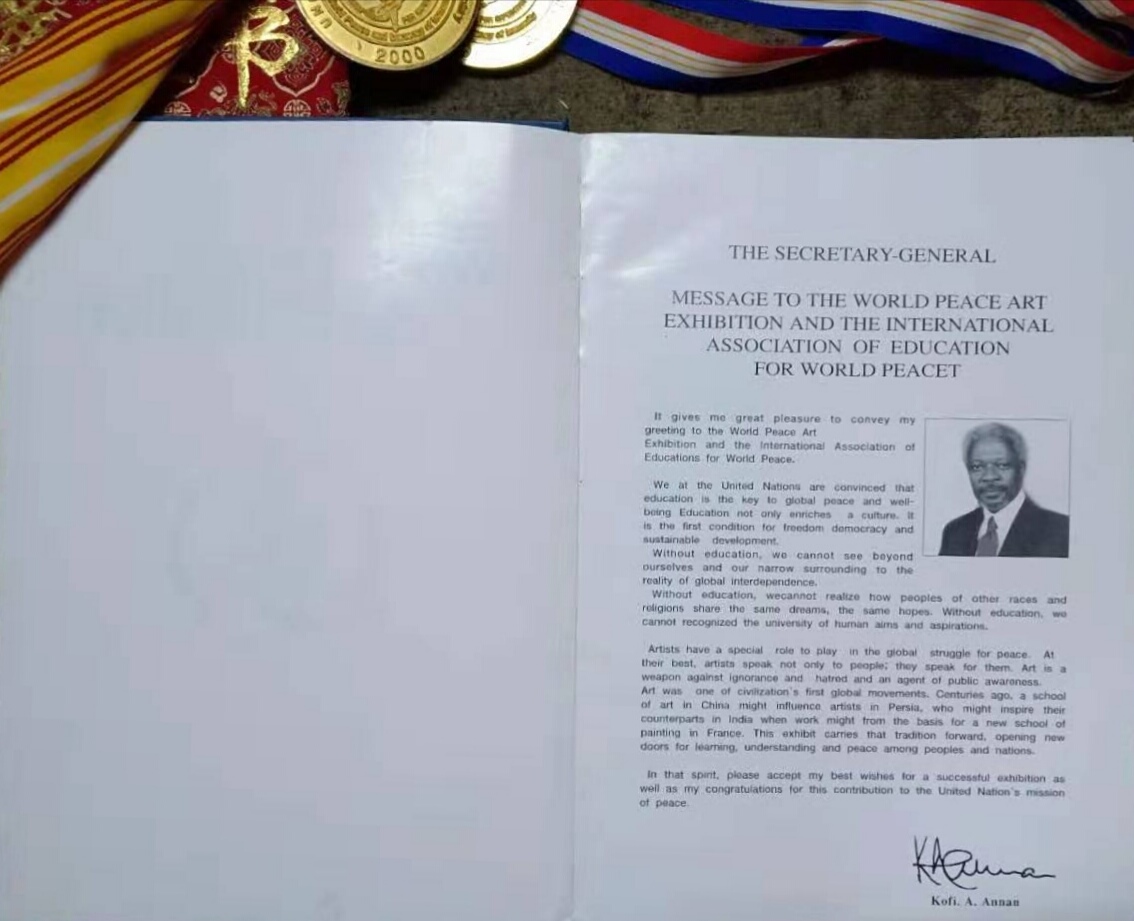 书
2000
THE SECRETARY-GENERAL
MESSAGE TO THE WORLD PEACE ART
EXHIBITION AND THE INTERNATIONAL
ASSOCIATION OF EDUCATION
FOR WORLD PEACET
It gives me great pleasure to convey my
greeting to the World Peace Art
Exhibition and the International Association of
Educations for World Peace.
We at the United Nations are convinced that
education is the key to global peace and well-
being Education not only enriches a culture. It
is the first condition for freedom democracy and
sustainable development.
Without education, we cannot see beyond
ourselves and our narrow surrounding to the
reality of global interdependence.
Without education, wecannot realize how peoples of other races and
religions share the same dreams, the same hopes. Without education, we
cannot recognized the university of human aims and aspirations.
Artists have a special role to play in the global struggle for peace. At
their best, artists speak not only to people; they speak for them. Art is a
weapon against ignorance and hatred and an agent of public awareness.
Art was one of civilization's first global movements. Centuries ago, a school
of art in China might influence artists in Persia, who might inspire their
counterparts in India when work might from the basis for a new school of
painting in France. This exhibit carries that tradition forward, opening new
doors for learning, understanding and peace among peoples and nations.
In that spirit, please accept my best wishes for a successful exhibition as
well as my congratulations for this contribution to the United Nation's mission
of peace.
KAAnnan
Kofi. A. Annan